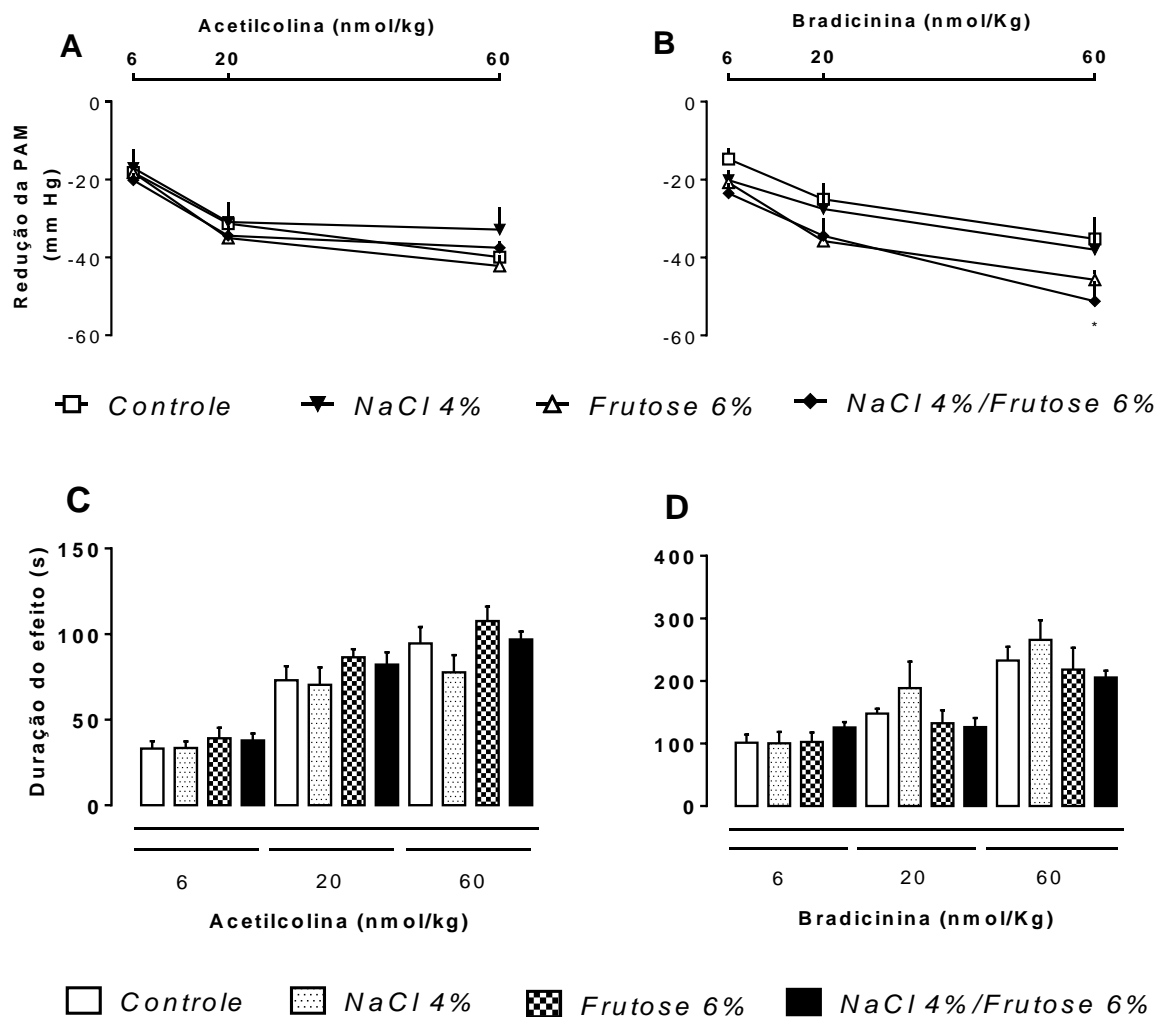 A
Acetilcolina (nmol/kg)
6 20 60
Redução da PAM
(mm Hg)
0
-20
-40
-60
B
Bradicinina (nmol/Kg)
6 20 60
0
-20
-40
-60
*
Controle NaCl 4% Frutose 6% NaCl 4%/Frutose 6%
C
Duração do efeito (s)
150
100
50
0
6 20 60
Acetilcolina (nmol/kg)
D
400
300
200
100
0
6 20 60
Bradicinina (nmol/Kg)
Controle NaCl 4% Frutose 6% NaCl 4%/Frutose 6%